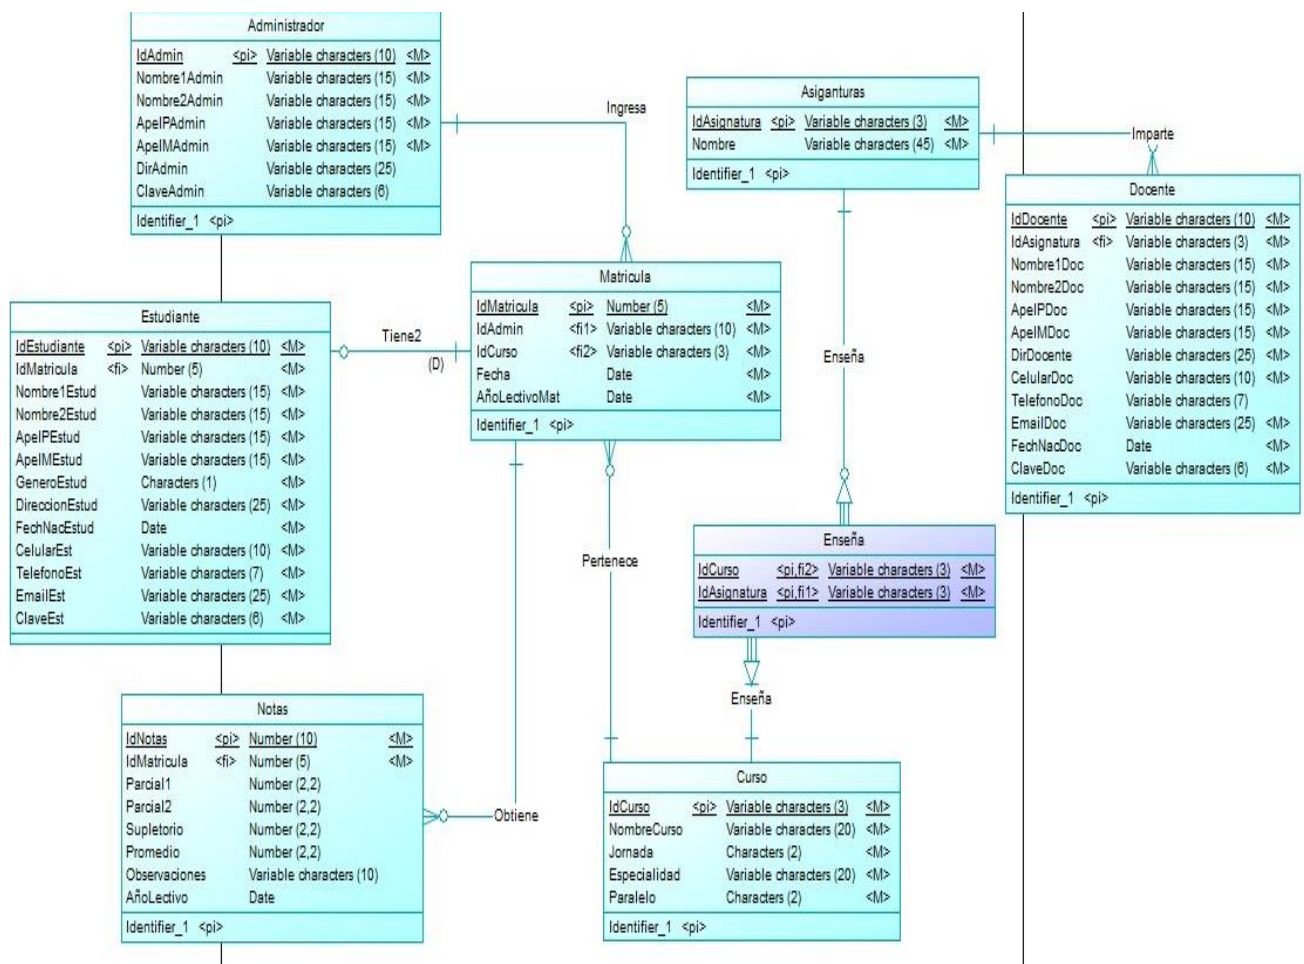 Administrador
IdAdmin <pi> Variable characters (10) <M>
Nombre1Admin Variable characters (15) <M>
Nombre2Admin Variable characters (15) <M>
ApelPAdmin Variable characters (15) <M>
ApelMAdmin Variable characters (15) <M>
DirAdmin Variable characters (25)
ClaveAdmin Variable characters (6)
Identifier_1 <pi>
Ingresa
Asiganturas
IdAsignatura <pi> Variable characters (3) <M>
Nombre Variable characters (45) <M>
Identifier_1 <pi>
Imparte
Docente
IdDocente <pi> Variable characters (10) <M>
IdAsignatura <fi> Variable characters (3) <M>
Nombre1Doc Variable characters (15) <M>
Nombre2Doc Variable characters (15) <M>
ApelPDoc Variable characters (15) <M>
ApelMDoc Variable characters (15) <M>
DirDocente Variable characters (25) <M>
CelularDoc Variable characters (10) <M>
TelefonoDoc Variable characters (7)
EmailDoc Variable characters (25) <M>
FechNacDoc Date <M>
ClaveDoc Variable characters (6) <M>
Identifier_1 <pi>
Matricula
IdMatricula <pi> Number (5) <M>
IdAdmin <fi1> Variable characters (10) <M>
IdCurso <fi2> Variable characters (3) <M>
Fecha Date <M>
AñoLectivoMat Date <M>
Identifier_1 <pi>
Estudiante
IdEstudiante <pi> Variable characters (10) <M>
IdMatricula <fi> Number (5) <M>
Nombre1Estud Variable characters (15) <M>
Nombre2Estud Variable characters (15) <M>
ApelPEstud Variable characters (15) <M>
ApelMEstud Variable characters (15) <M>
GeneroEstud Characters (1) <M>
DireccionEstud Variable characters (25) <M>
FechNacEstud Date <M>
CelularEst Variable characters (10) <M>
TelefonoEst Variable characters (7) <M>
EmailEst Variable characters (25) <M>
ClaveEst Variable characters (6) <M>
Tiene2
(D)
Enseña
Pertenece
Enseña
IdCurso <pi,fi2> Variable characters (3) <M>
IdAsignatura <pi,fi1> Variable characters (3) <M>
Identifier_1 <pi>
Enseña
Notas
IdNotas <pi> Number (10) <M>
IdMatricula <fi> Number (5) <M>
Parcial1 Number (2,2)
Parcial2 Number (2,2)
Supletorio Number (2,2)
Promedio Number (2,2)
Observaciones Variable characters (10)
AñoLectivo Date
Identifier_1 <pi>
Obtiene
Curso
IdCurso <pi> Variable characters (3) <M>
NombreCurso Variable characters (20) <M>
Jornada Characters (2) <M>
Especialidad Variable characters (20) <M>
Paralelo Characters (2) <M>
Identifier_1 <pi>